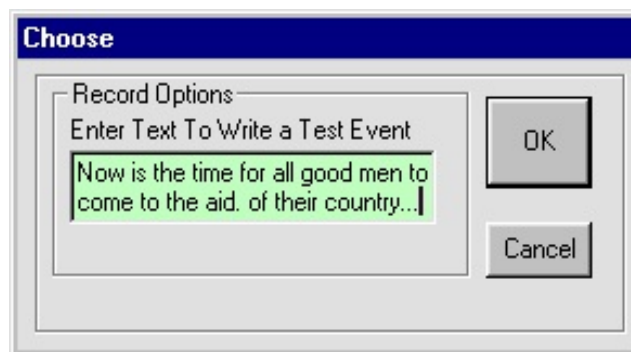 Choose
Record Options
Enter Text To Write a Test Event
Now is the time for all good men to
come to the aid. of their country...
OK
Cancel